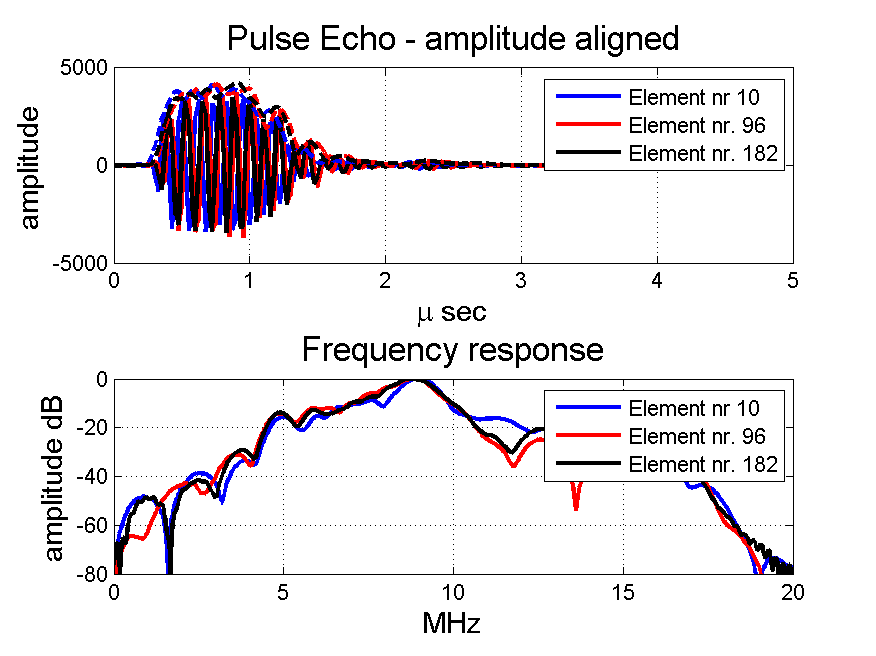 Pulse Echo - amplitude aligned
5000
0
-5000
amplitude
Element nr 10
Element nr. 96
Element nr. 182
0 1 2 3 4 5
μ sec
Frequency response
0
-20
-40
-60
-80
amplitude dB
Element nr 10
Element nr. 96
Element nr. 182
0 5 10 15 20
MHz